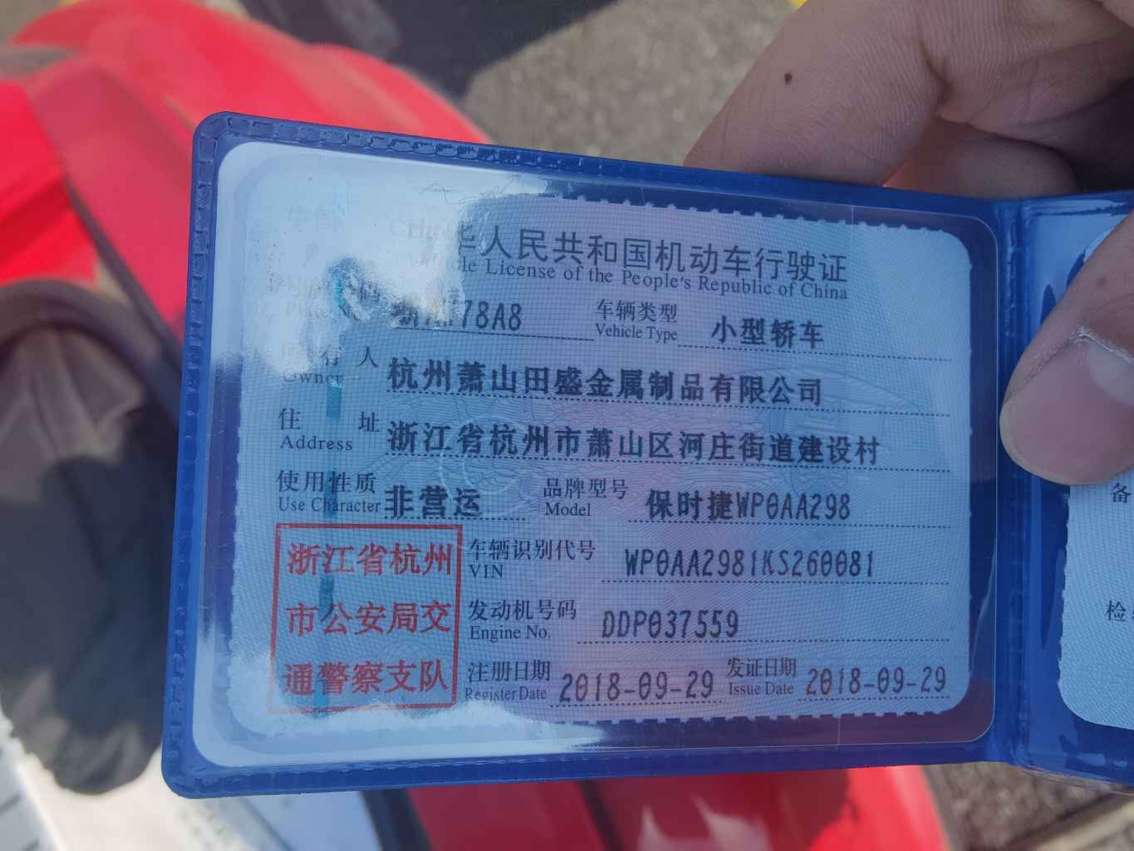 华人民共和国机动车行驶证
Vehicle License of the People's Republic of China
78A8 车辆类型 Vehicle Type 小型轿车
人 Owner 杭州萧山田盛金属制品有限公司
住 址 Address 浙江省杭州市萧山区河庄街道建设村
使用性质 Use Character 非营运 品牌型号 Model 保时捷WP0AA298
车辆识别代号 VIN WP0AA2981KS260081
发动机号码 Engine No. DDP037559
注册日期 Register Date 2018-09-29 发证日期 Issue Date 2018-09-29
浙江省杭州
市公安局交
通警察支队
备
检